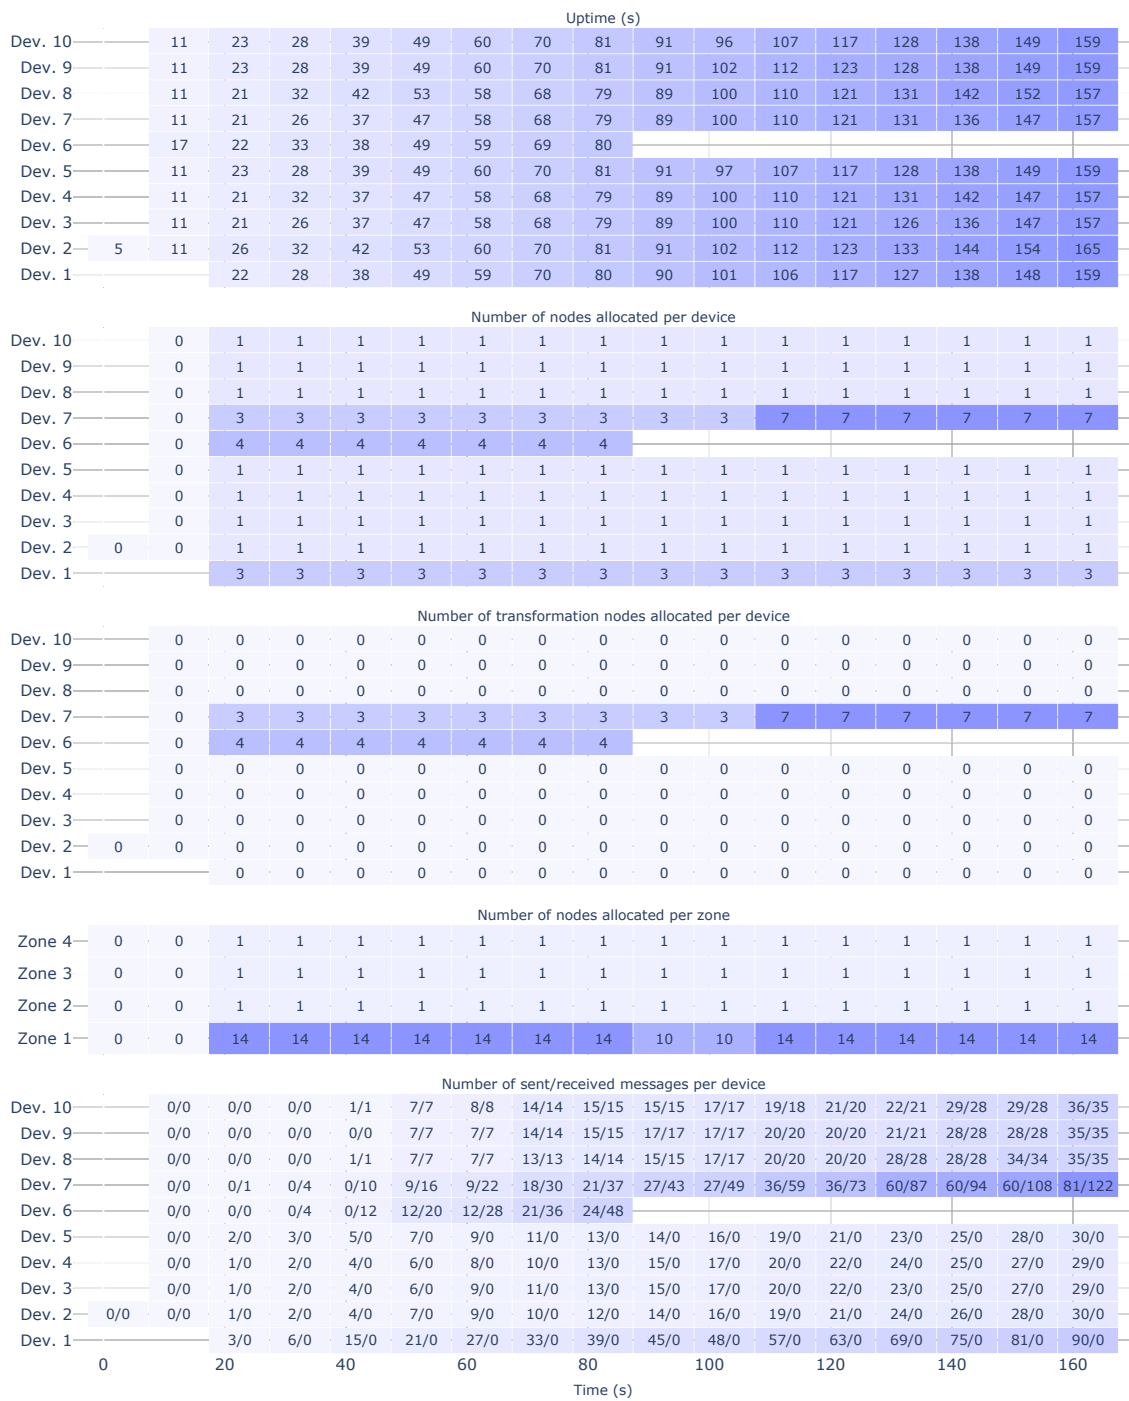 Uptime (s)
Dev. 10 11 23 28 39 49 60 70 81 91 96 107 117 128 138 149 159
Dev. 9 11 23 28 39 49 60 70 81 91 102 112 123 128 138 149 159
Dev. 8 11 21 32 42 53 58 68 79 89 100 110 121 131 142 152 157
Dev. 7 11 21 26 37 47 58 68 79 89 100 110 121 131 136 147 157
Dev. 6 17 22 33 38 49 59 69 80
Dev. 5 11 23 28 39 49 60 70 81 91 97 107 117 128 138 149 159
Dev. 4 11 21 32 37 47 58 68 79 89 100 110 121 131 142 147 157
Dev. 3 11 21 26 37 47 58 68 79 89 100 110 121 126 136 147 157
Dev. 2 5 11 26 32 42 53 60 70 81 91 102 112 123 133 144 154 165
Dev. 1 22 28 38 49 59 70 80 90 101 106 117 127 138 148 159
Number of nodes allocated per device
Dev. 10 0 1 1 1 1 1 1 1 1 1 1 1 1 1 1 1
Dev. 9 0 1 1 1 1 1 1 1 1 1 1 1 1 1 1 1
Dev. 8 0 1 1 1 1 1 1 1 1 1 1 1 1 1 1 1
Dev. 7 0 3 3 3 3 3 3 3 3 3 7 7 7 7 7 7
Dev. 6 0 4 4 4 4 4 4 4
Dev. 5 0 1 1 1 1 1 1 1 1 1 1 1 1 1 1 1
Dev. 4 0 1 1 1 1 1 1 1 1 1 1 1 1 1 1 1
Dev. 3 0 1 1 1 1 1 1 1 1 1 1 1 1 1 1 1
Dev. 2 0 0 1 1 1 1 1 1 1 1 1 1 1 1 1 1 1
Dev. 1 3 3 3 3 3 3 3 3 3 3 3 3 3 3 3
Number of transformation nodes allocated per device
Dev. 10 0 0 0 0 0 0 0 0 0 0 0 0 0 0 0 0
Dev. 9 0 0 0 0 0 0 0 0 0 0 0 0 0 0 0 0
Dev. 8 0 0 0 0 0 0 0 0 0 0 0 0 0 0 0 0
Dev. 7 0 3 3 3 3 3 3 3 3 3 7 7 7 7 7 7
Dev. 6 0 4 4 4 4 4 4 4
Dev. 5 0 0 0 0 0 0 0 0 0 0 0 0 0 0 0 0
Dev. 4 0 0 0 0 0 0 0 0 0 0 0 0 0 0 0 0
Dev. 3 0 0 0 0 0 0 0 0 0 0 0 0 0 0 0 0
Dev. 2 0 0 0 0 0 0 0 0 0 0 0 0 0 0 0 0 0
Dev. 1 0 0 0 0 0 0 0 0 0 0 0 0 0 0 0
Number of nodes allocated per zone
Zone 4 0 0 1 1 1 1 1 1 1 1 1 1 1 1 1 1 1
Zone 3 0 0 1 1 1 1 1 1 1 1 1 1 1 1 1 1 1
Zone 2 0 0 1 1 1 1 1 1 1 1 1 1 1 1 1 1 1
Zone 1 0 0 14 14 14 14 14 14 14 10 10 14 14 14 14 14 14
Number of sent/received messages per device
Dev. 10 0/0 0/0 0/0 1/1 7/7 8/8 14/14 15/15 15/15 17/17 19/18 21/20 22/21 29/28 29/28 36/35
Dev. 9 0/0 0/0 0/0 0/0 7/7 7/7 14/14 15/15 17/17 17/17 20/20 20/20 21/21 28/28 28/28 35/35
Dev. 8 0/0 0/0 0/0 1/1 7/7 7/7 13/13 14/14 15/15 17/17 20/20 20/20 28/28 28/28 34/34 35/35
Dev. 7 0/0 0/1 0/4 0/10 9/16 9/22 18/30 21/37 27/43 27/49 36/59 36/73 60/87 60/94 60/108 81/122
Dev. 6 0/0 0/0 0/4 0/12 12/20 12/28 21/36 24/48
Dev. 5 0/0 2/0 3/0 5/0 7/0 9/0 11/0 13/0 14/0 16/0 19/0 21/0 23/0 25/0 28/0 30/0
Dev. 4 0/0 1/0 2/0 4/0 6/0 8/0 10/0 13/0 15/0 17/0 20/0 22/0 24/0 25/0 27/0 29/0
Dev. 3 0/0 1/0 2/0 4/0 6/0 9/0 11/0 13/0 15/0 17/0 20/0 22/0 23/0 25/0 27/0 29/0
Dev. 2 0/0 0/0 1/0 2/0 4/0 7/0 9/0 10/0 12/0 14/0 16/0 19/0 21/0 24/0 26/0 28/0 30/0
Dev. 1 3/0 6/0 15/0 21/0 27/0 33/0 39/0 45/0 48/0 57/0 63/0 69/0 75/0 81/0 90/0
0 20 40 60 80 100 120 140 160
Time (s)